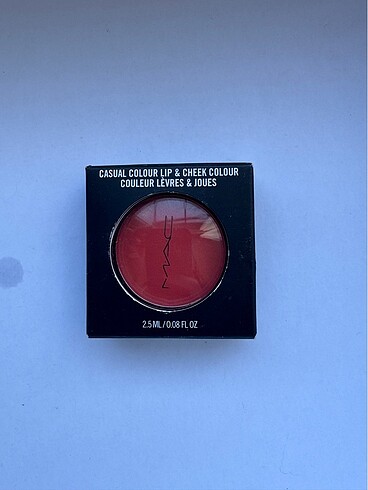 CASUAL COLOUR LIP & CHEEK COLOUR
COULEUR LÈVRES & JOUES
MAC
2.5 ML / 0.08 FL OZ